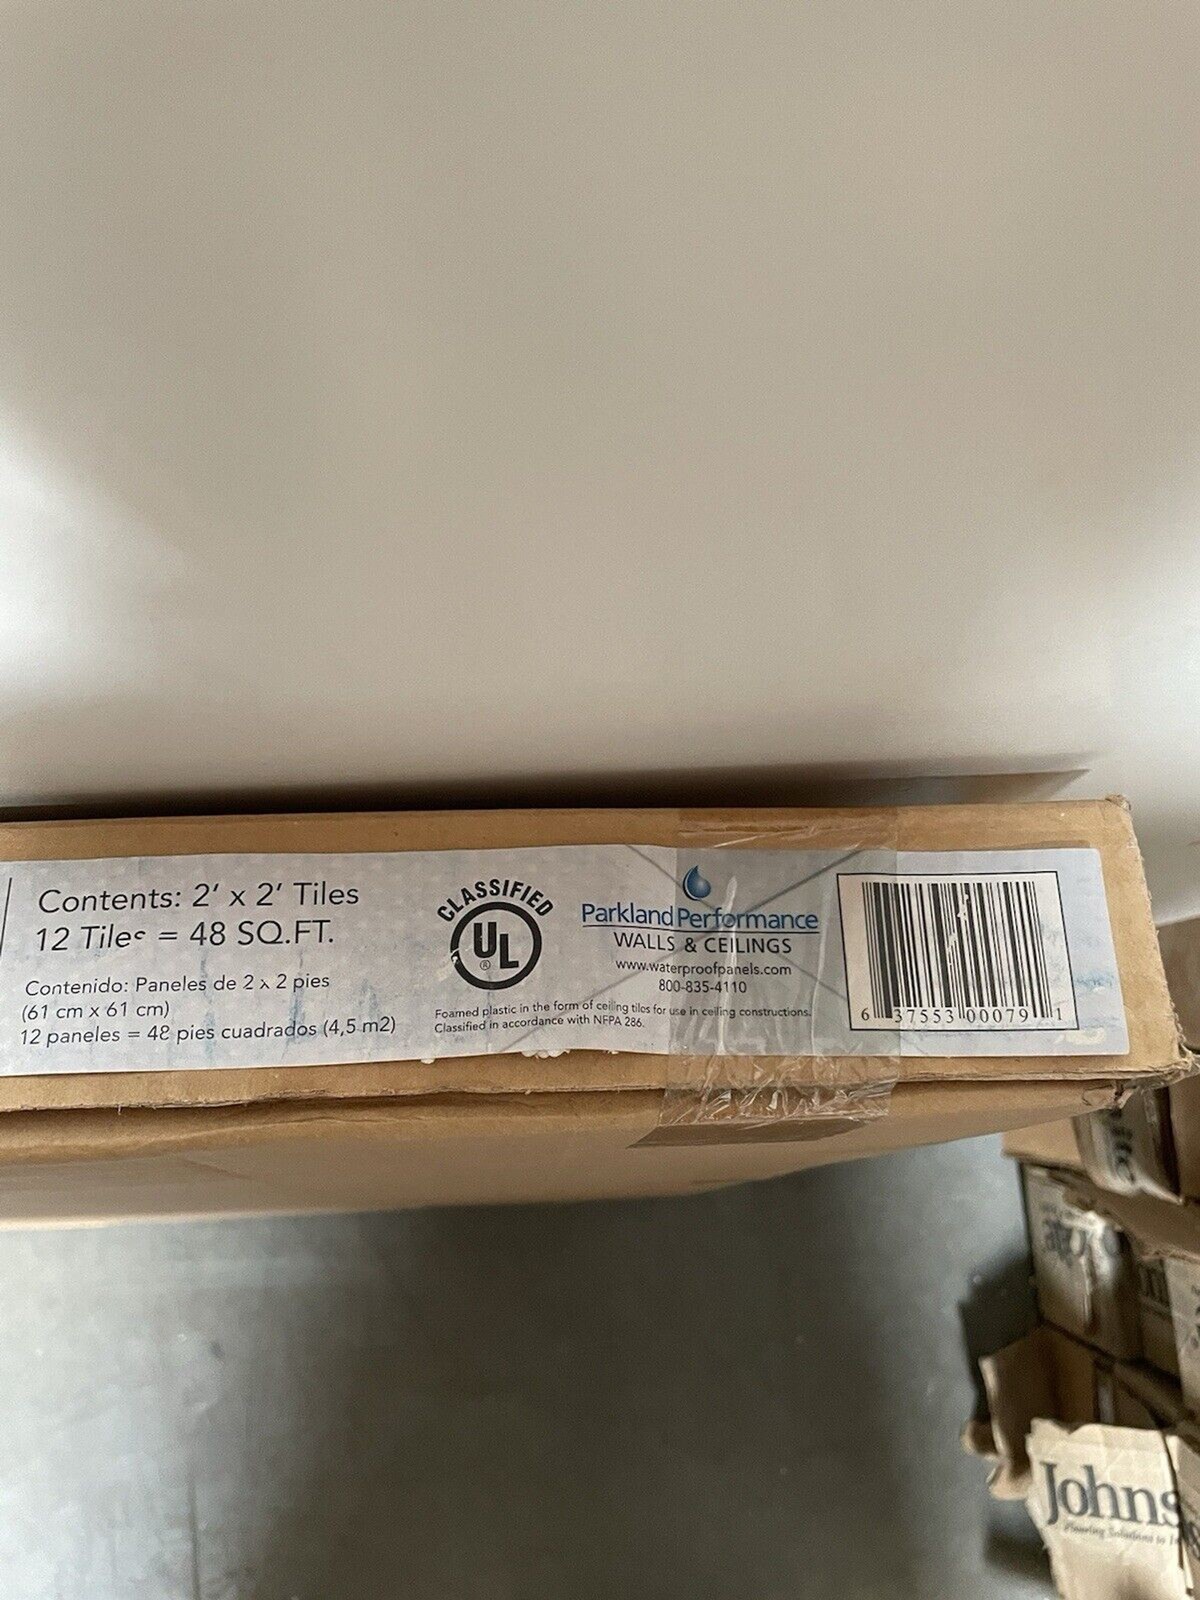 Contents: 2' x 2' Tiles
12 Tiles = 48 SQ.FT.
Contenido: Paneles de 2 x 2 pies
(61 cm x 61 cm)
12 paneles = 48 pies cuadrados (4,5 m2)
CLASSIFIED
UL
®
Parkland Performance
WALLS & CEILINGS
www.waterproofpanels.com
800-835-4110
Foamed plastic in the form of ceiling tiles for use in ceiling constructions.
Classified in accordance with NFPA 286.
6 37553 00079 1
Johns
Flooring Solutions